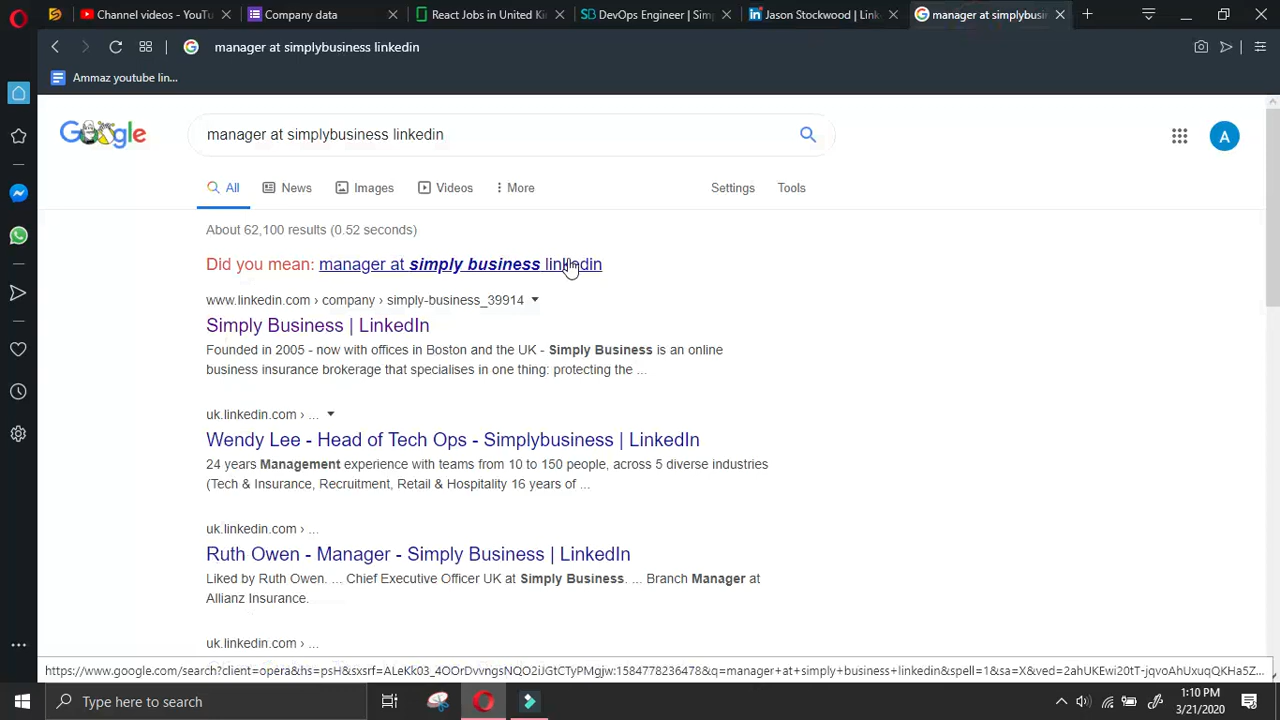 Channel videos - YouTu
Company data
React Jobs in United Ki
DevOps Engineer | Simp
Jason Stockwood | Link
manager at simplybusin
manager at simplybusiness linkedin
Ammaz youtube lin...
Google
manager at simplybusiness linkedin
A
All
News
Images
Videos
More
Settings
Tools
About 62,100 results (0.52 seconds)
Did you mean: manager at simply business linkedin
www.linkedin.com › company › simply-business_39914
Simply Business | LinkedIn
Founded in 2005 - now with offices in Boston and the UK - Simply Business is an online
business insurance brokerage that specialises in one thing: protecting the ...
uk.linkedin.com › ...
Wendy Lee - Head of Tech Ops - Simplybusiness | LinkedIn
24 years Management experience with teams from 10 to 150 people, across 5 diverse industries
(Tech & Insurance, Recruitment, Retail & Hospitality 16 years of ...
uk.linkedin.com › ...
Ruth Owen - Manager - Simply Business | LinkedIn
Liked by Ruth Owen. ... Chief Executive Officer UK at Simply Business. ... Branch Manager at
Allianz Insurance.
uk.linkedin.com › ...
https://www.google.com/search?client=opera&hs=psH&sxsrf=ALeKk03_4OOrDvvngsNQO2iJGtCTyPMgjw:1584778236478&q=manager+at+simply+business+linkedin&spell=1&sa=X&ved=2ahUKEwi20tT-jqvoAhUxuqQKHa5Z...
Type here to search
1:10 PM
3/21/2020